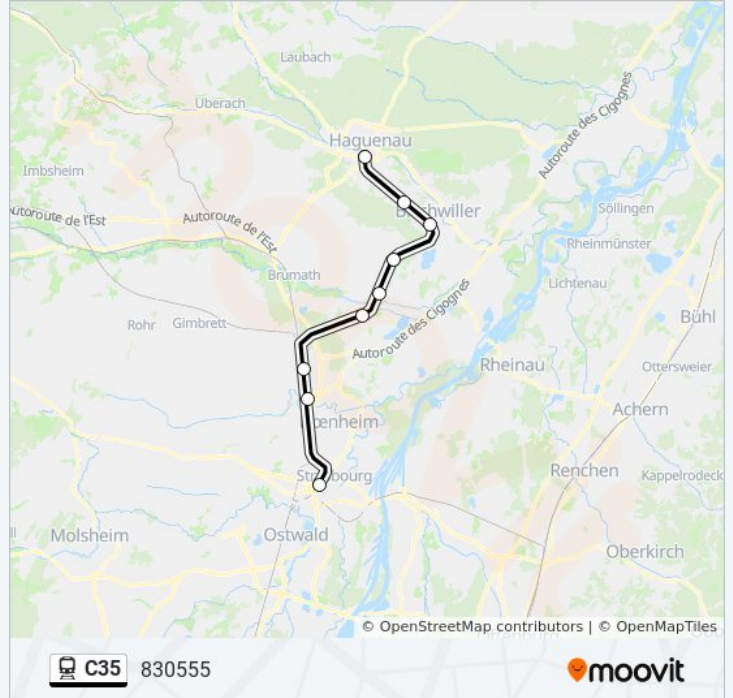 Laubach
Überach
Haguenau
Autoroute des Cigognes
Imbsheim
Autoroute de l'Est
Autoroute de l'Est
Söllingen
Rheinmünster
Brumath
Lichtenau
Autoroute des Cigognes
Rohr
Gimbrett
Bühl
Rheinau
Ottersweier
Achern
Renchen
Kappelrodeck
Molsheim
Ostwald
Oberkirch
© OpenStreetMap contributors | © OpenMapTiles
C35 830555
moovit